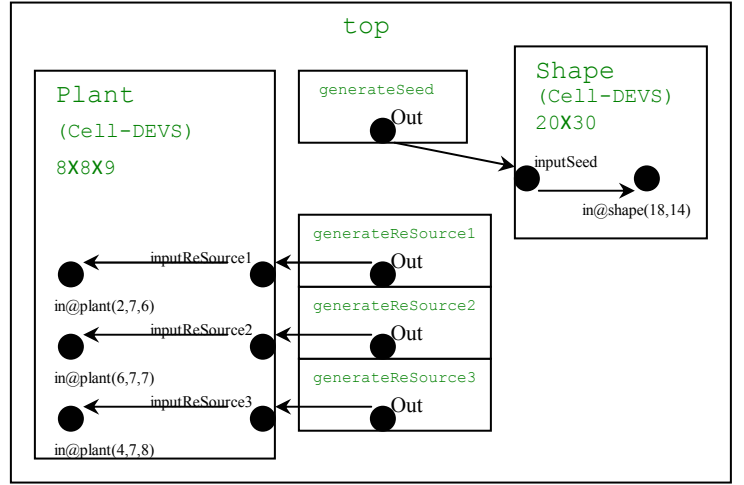 top
Plant
(Cell-DEVS)
8X8X9
generateSeed
Out
Shape
(Cell-DEVS)
20X30
inputSeed
in@shape(18,14)
generateReSource1
Out
inputReSource1
in@plant(2,7,6)
generateReSource2
Out
inputReSource2
in@plant(6,7,7)
generateReSource3
Out
inputReSource3
in@plant(4,7,8)